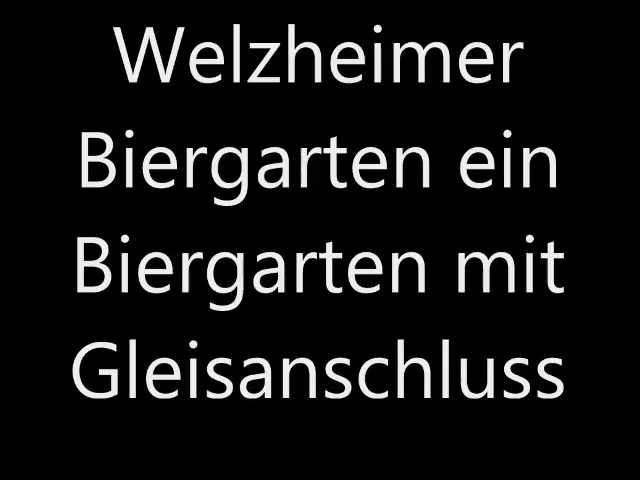 Welzheimer
Biergarten ein
Biergarten mit
Gleisanschluss